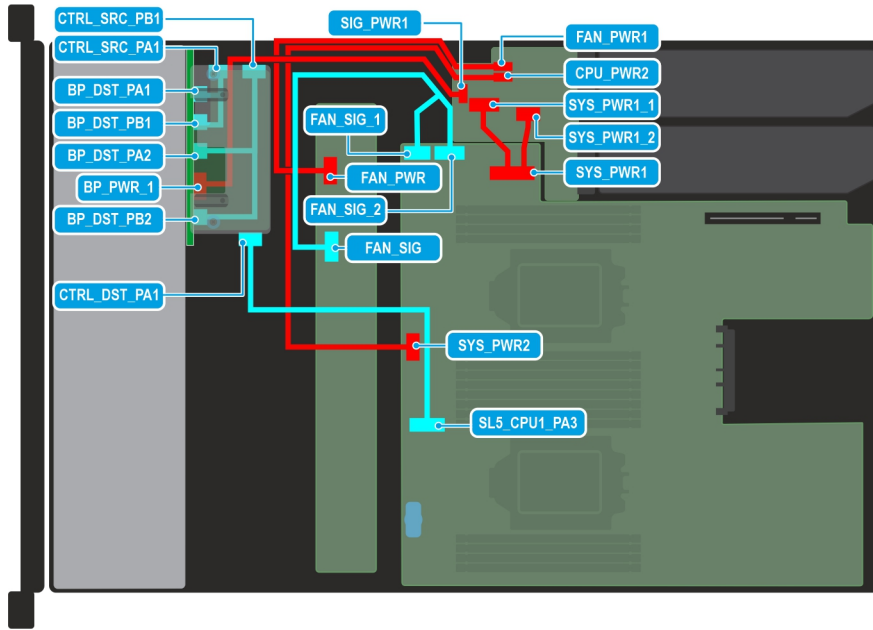 CTRL_SRC_PB1
SIG_PWR1
FAN_PWR1
CTRL_SRC_PA1
CPU_PWR2
BP_DST_PA1
SYS_PWR1_1
BP_DST_PB1
FAN_SIG_1
SYS_PWR1_2
BP_DST_PA2
FAN_PWR
SYS_PWR1
BP_PWR_1
FAN_SIG_2
BP_DST_PB2
FAN_SIG
CTRL_DST_PA1
SYS_PWR2
SL5_CPU1_PA3